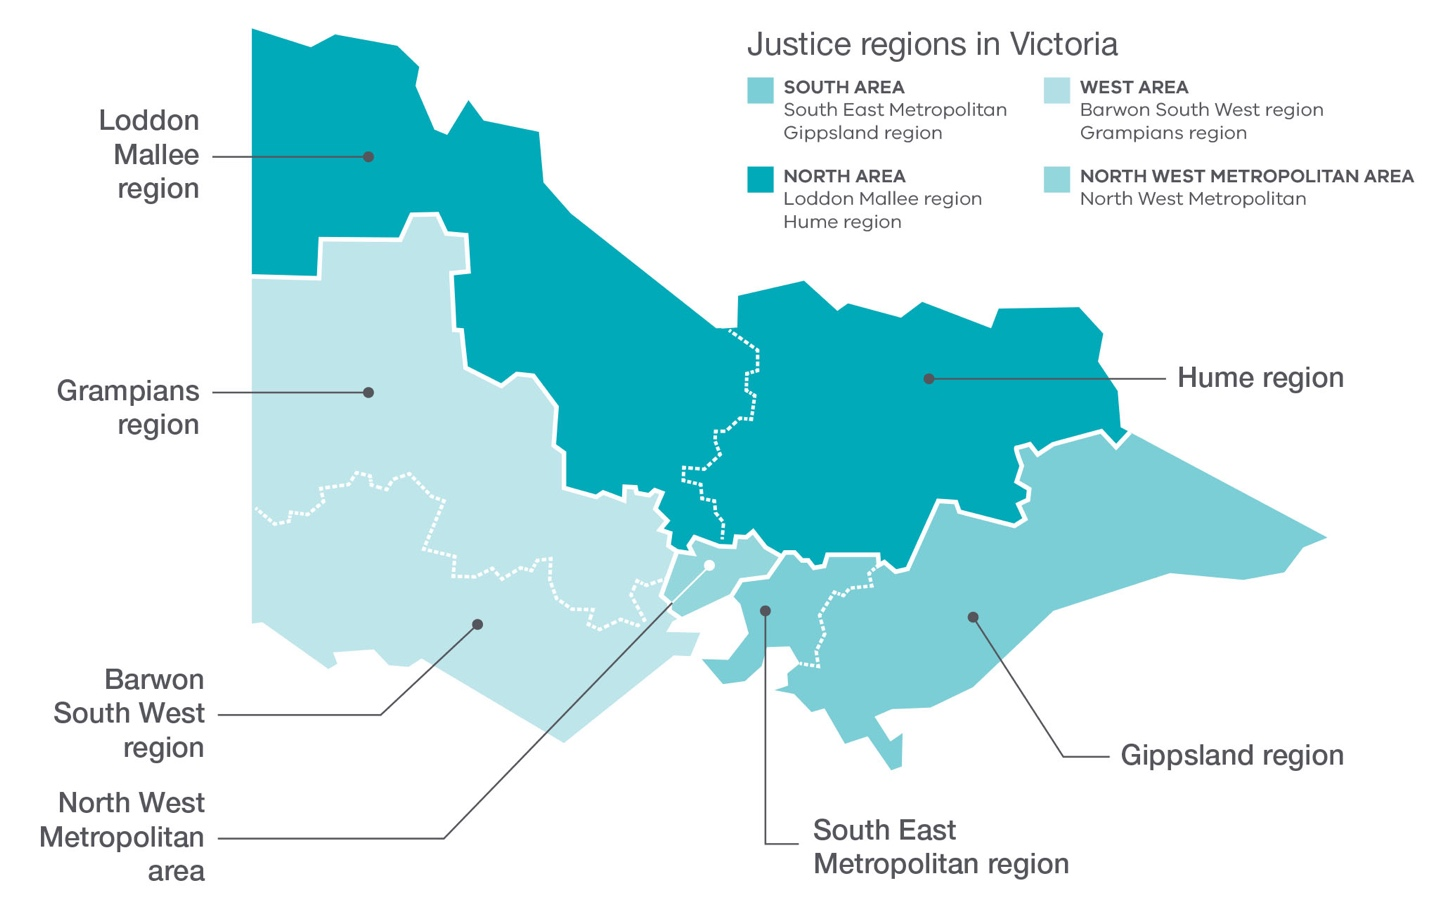 Justice regions in Victoria
SOUTH AREA
South East Metropolitan
Gippsland region
WEST AREA
Barwon South West region
Grampians region
NORTH AREA
Loddon Mallee region
Hume region
NORTH WEST METROPOLITAN AREA
North West Metropolitan
Loddon
Mallee
region
Grampians
region
Hume region
Barwon
South West
region
North West
Metropolitan
area
Gippsland region
South East
Metropolitan region